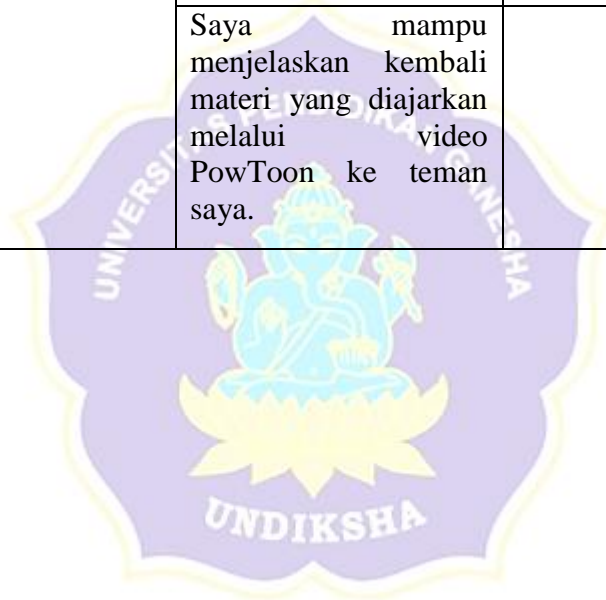 Saya mampu
menjelaskan kembali
materi yang diajarkan
melalui video
PowToon ke teman
saya.
UNIVERSITAS PENDIDIKAN GANESHA
UNDIKSHA